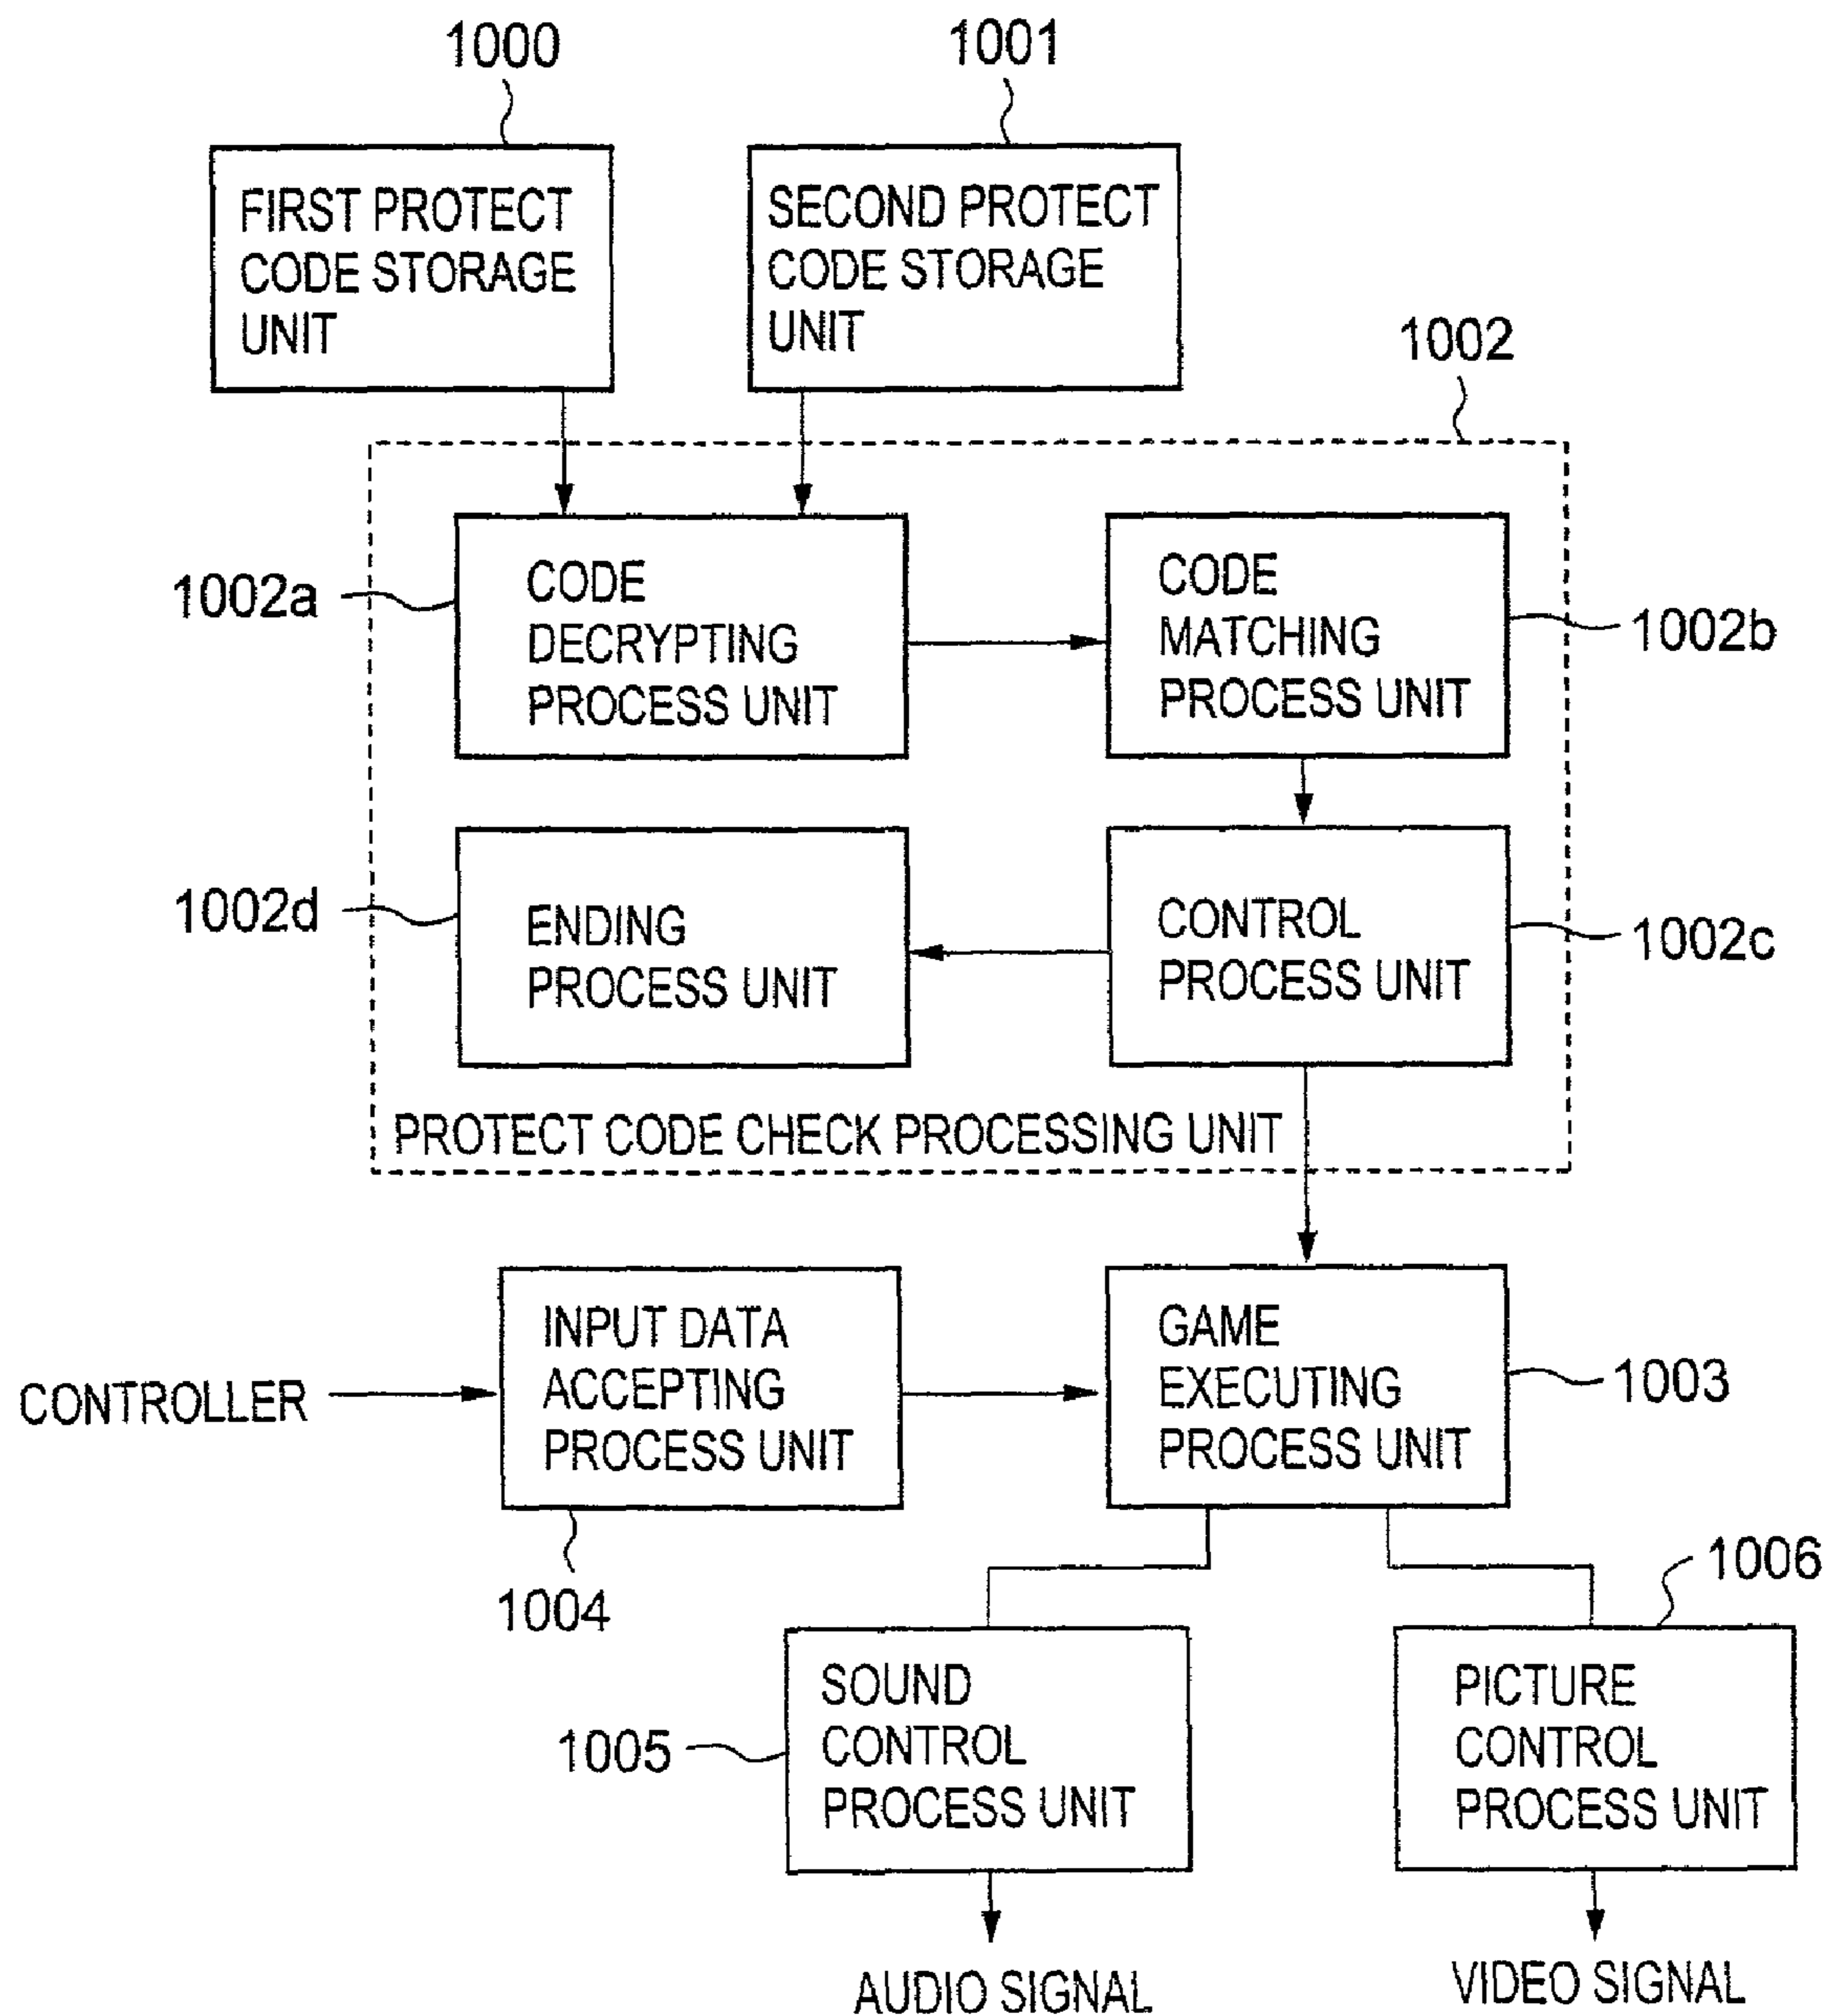 1000
1001
FIRST PROTECT
CODE STORAGE
UNIT
SECOND PROTECT
CODE STORAGE
UNIT
1002
1002a
CODE
DECRYPTING
PROCESS UNIT
CODE
MATCHING
PROCESS UNIT
1002b
1002d
ENDING
PROCESS UNIT
CONTROL
PROCESS UNIT
1002c
PROTECT CODE CHECK PROCESSING UNIT
CONTROLLER
INPUT DATA
ACCEPTING
PROCESS UNIT
GAME
EXECUTING
PROCESS UNIT
1003
1004
1006
1005
SOUND
CONTROL
PROCESS UNIT
PICTURE
CONTROL
PROCESS UNIT
AUDIO SIGNAL
VIDEO SIGNAL